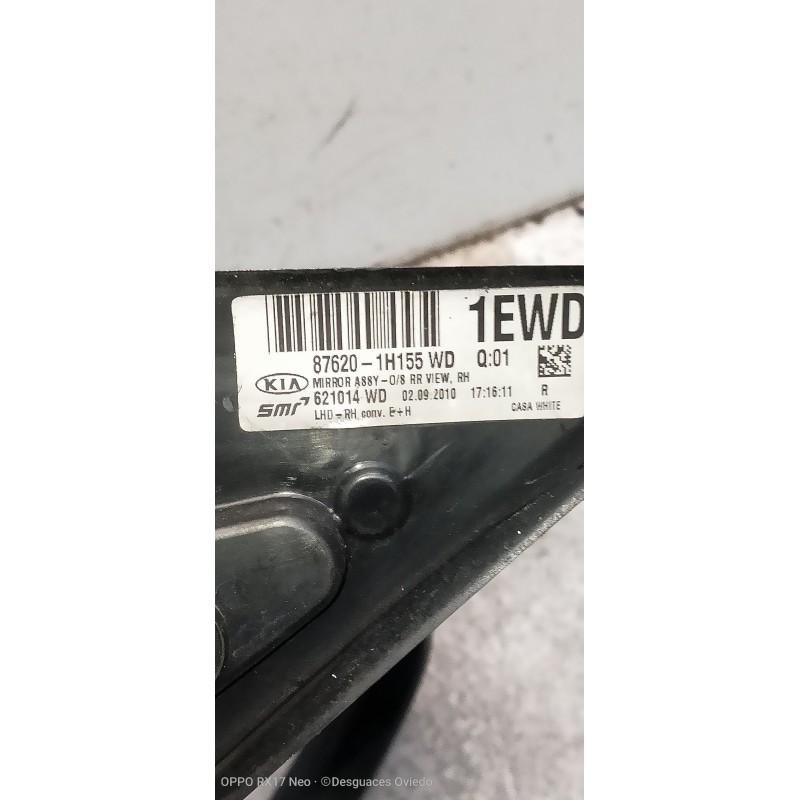 1EWD
87620-1H155 WD Q:01
KIA MIRROR ASSY-O/S RR VIEW, RH
smr 621014 WD 02.09.2010 17:16:11 R
LHD-RH, conv. E+H CASA WHITE
OPPO RX17 Neo · ©Desguaces Oviedo